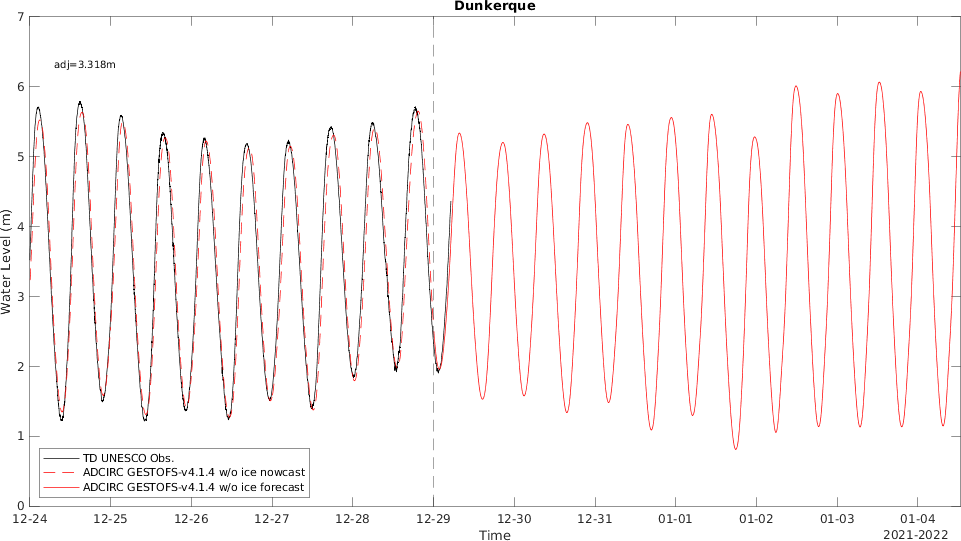 Dunkerque
7
adj=3.318m
6
5
4
3
2
1
0
Water Level (m)
TD UNESCO Obs.
ADCIRC GESTOFS-v4.1.4 w/o ice nowcast
ADCIRC GESTOFS-v4.1.4 w/o ice forecast
12-24 12-25 12-26 12-27 12-28 12-29 12-30 12-31 01-01 01-02 01-03 01-04
Time
2021-2022